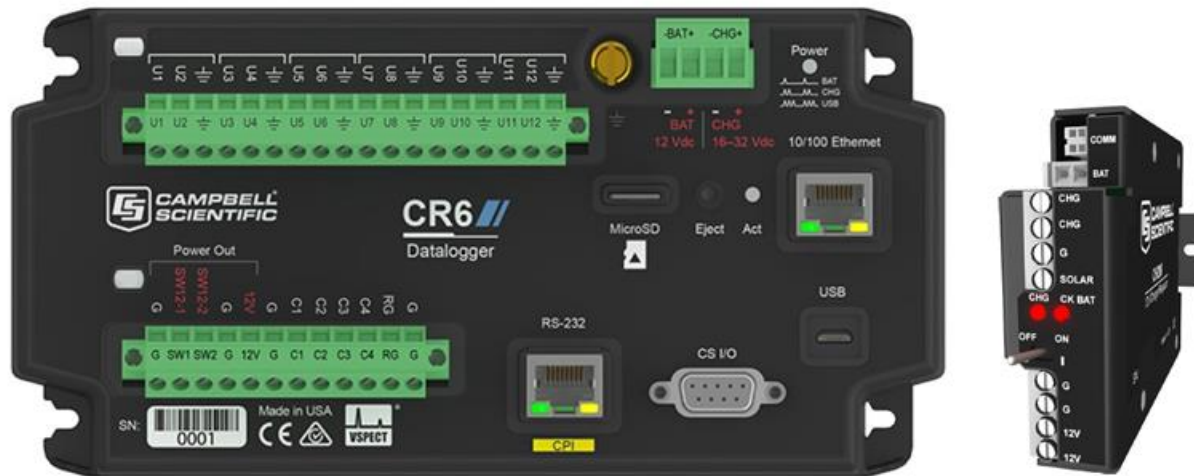 -BAT+ -CHG+
Power
BAT
CHG
USB
U1 U2 U3 U4 U5 U6 U7 U8 U9 U10 U11 U12
U1 U2 U3 U4 U5 U6 U7 U8 U9 U10 U11 U12
- + - +
BAT CHG
12 Vdc 16–32 Vdc
10/100 Ethernet
CS CAMPBELL
SCIENTIFIC®
CR6
Datalogger
MicroSD Eject Act
Power Out
G SW12-1 SW12-2 G 12V G C1 C2 C3 C4 RG G
G SW1 SW2 G 12V G C1 C2 C3 C4 RG G
USB
RS-232
CPI
CS I/O
SN:
0001
Made in USA
CE
VSPECT®
COMM
BAT
CHG
CHG
G
SOLAR
CHG CK BAT
OFF ON
G
G
12V
12V
CAMPBELL
SCIENTIFIC